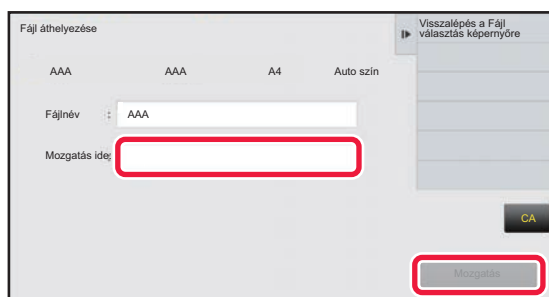 Fájl áthelyezése
Visszalépés a Fájl
választás képernyőre
AAA AAA A4 Auto szín
Fájlnév : AAA
Mozgatás ide:
CA
Mozgatás